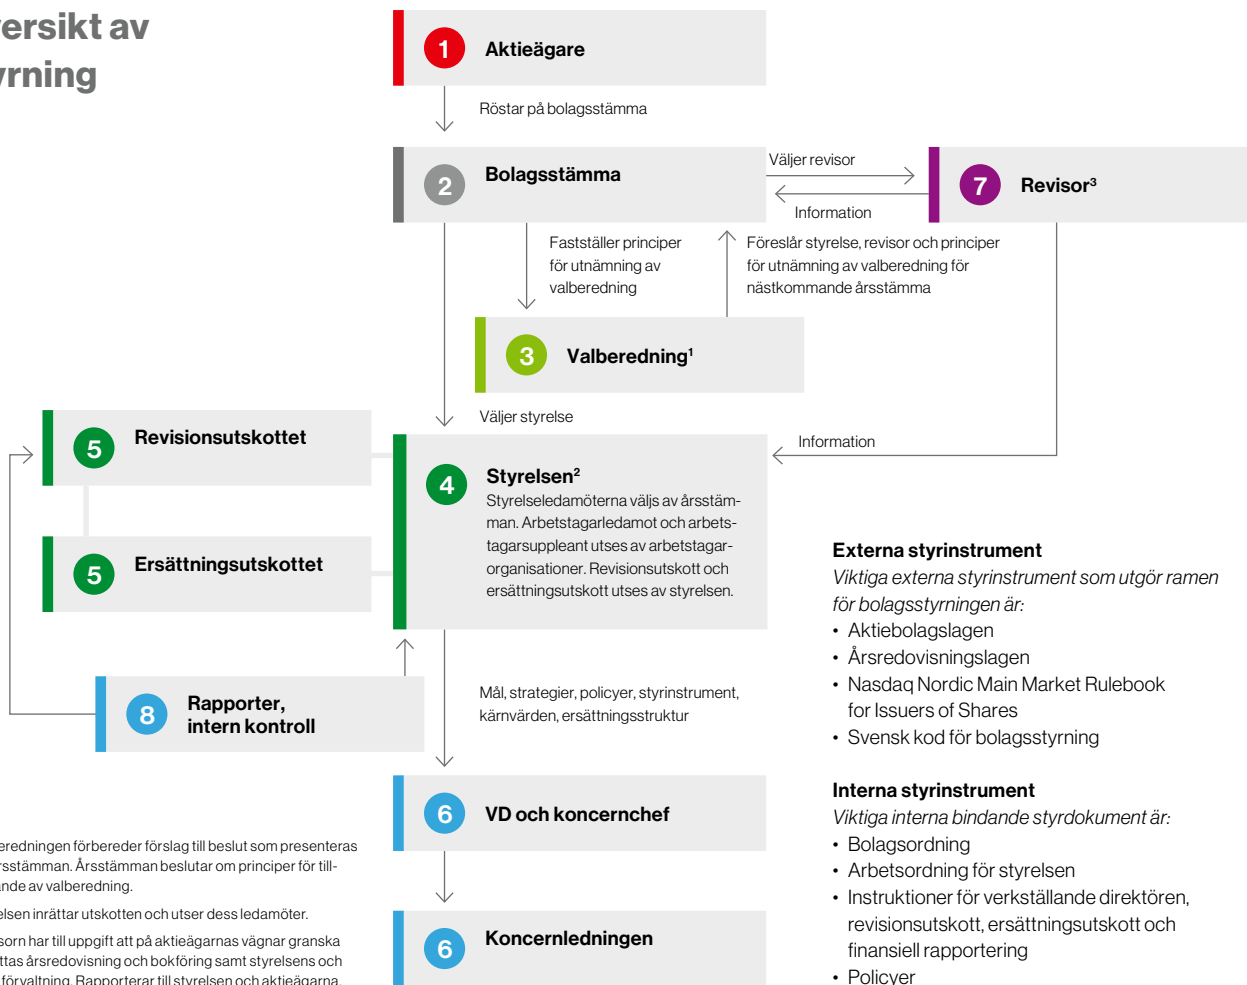 ersikt av
rning
1 Aktieägare
Röstar på bolagsstämma
2 Bolagsstämma
Väljer revisor
Information
7 Revisor³
Fastställer principer
för utnämning av
valberedning
Föreslår styrelse, revisor och principer
för utnämning av valberedning för
nästkommande årsstämma
3 Valberedning¹
Väljer styrelse
Information
5 Revisionsutskottet
5 Ersättningsutskottet
4 Styrelsen²
Styrelseledamöterna väljs av årsstäm-
man. Arbetstagarledamot och arbets-
tagarsuppleant utses av arbetstagar-
organisationer. Revisionsutskott och
ersättningsutskott utses av styrelsen.
8 Rapporter,
intern kontroll
Mål, strategier, policyer, styrinstrument,
kärnvärden, ersättningsstruktur
6 VD och koncernchef
6 Koncernledningen
eredningen förbereder förslag till beslut som presenteras
rsstämman. Årsstämman beslutar om principer för till-
ande av valberedning.
elsen inrättar utskotten och utser dess ledamöter.
sorn har till uppgift att på aktieägarnas vägnar granska
ttas årsredovisning och bokföring samt styrelsens och
förvaltning. Rapporterar till styrelsen och aktieägarna.
Externa styrinstrument
Viktiga externa styrinstrument som utgör ramen
för bolagsstyrningen är:
• Aktiebolagslagen
• Årsredovisningslagen
• Nasdaq Nordic Main Market Rulebook
for Issuers of Shares
• Svensk kod för bolagsstyrning
Interna styrinstrument
Viktiga interna bindande styrdokument är:
• Bolagsordning
• Arbetsordning för styrelsen
• Instruktioner för verkställande direktören,
revisionsutskott, ersättningsutskott och
finansiell rapportering
• Policyer